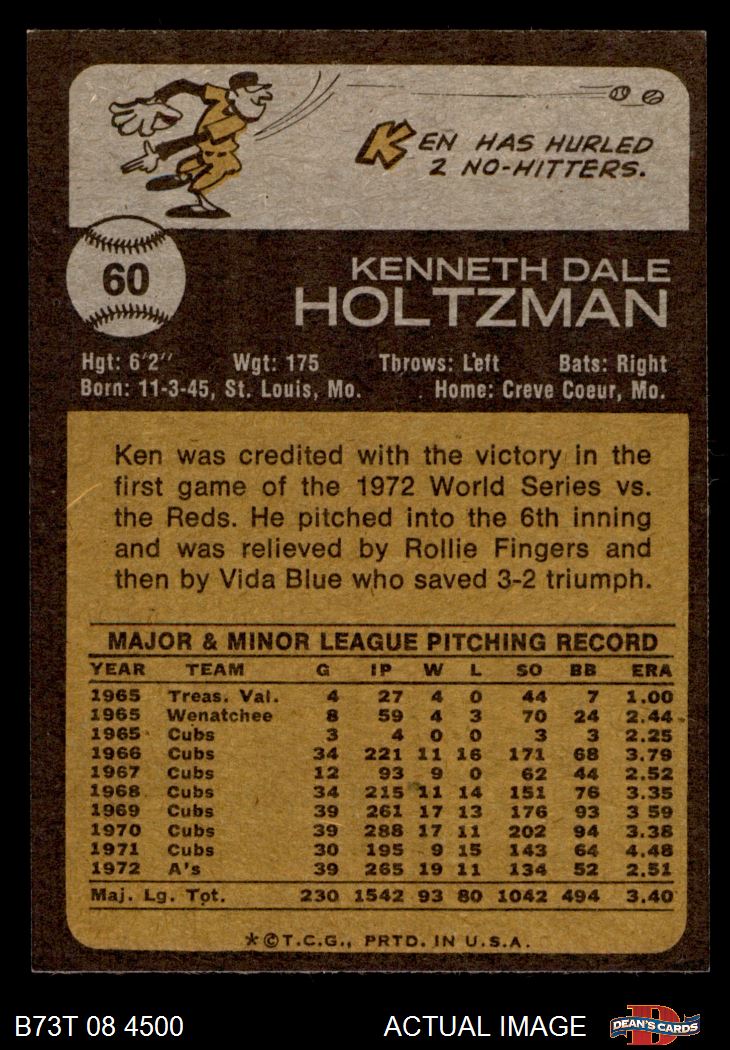 KEN HAS HURLED
2 NO-HITTERS.
60
KENNETH DALE
HOLTZMAN
Hgt: 6'2" Wgt: 175 Throws: Left Bats: Right
Born: 11-3-45, St. Louis, Mo. Home: Creve Coeur, Mo.
Ken was credited with the victory in the
first game of the 1972 World Series vs.
the Reds. He pitched into the 6th inning
and was relieved by Rollie Fingers and
then by Vida Blue who saved 3-2 triumph.
MAJOR & MINOR LEAGUE PITCHING RECORD
YEAR TEAM G IP W L SO BB ERA
1965 Treas. Val. 4 27 4 0 44 7 1.00
1965 Wenatchee 8 59 4 3 70 24 2.44
1965 Cubs 3 4 0 0 3 3 2.25
1966 Cubs 34 221 11 16 171 68 3.79
1967 Cubs 12 93 9 0 62 44 2.52
1968 Cubs 34 215 11 14 151 76 3.35
1969 Cubs 39 261 17 13 176 93 3 59
1970 Cubs 39 288 17 11 202 94 3.38
1971 Cubs 30 195 9 15 143 64 4.48
1972 A's 39 265 19 11 134 52 2.51
Maj. Lg. Tot. 230 1542 93 80 1042 494 3.40
*©T.C.G., PRTD. IN U.S.A.
B73T 08 4500 ACTUAL IMAGE D DEAN'S CARDS